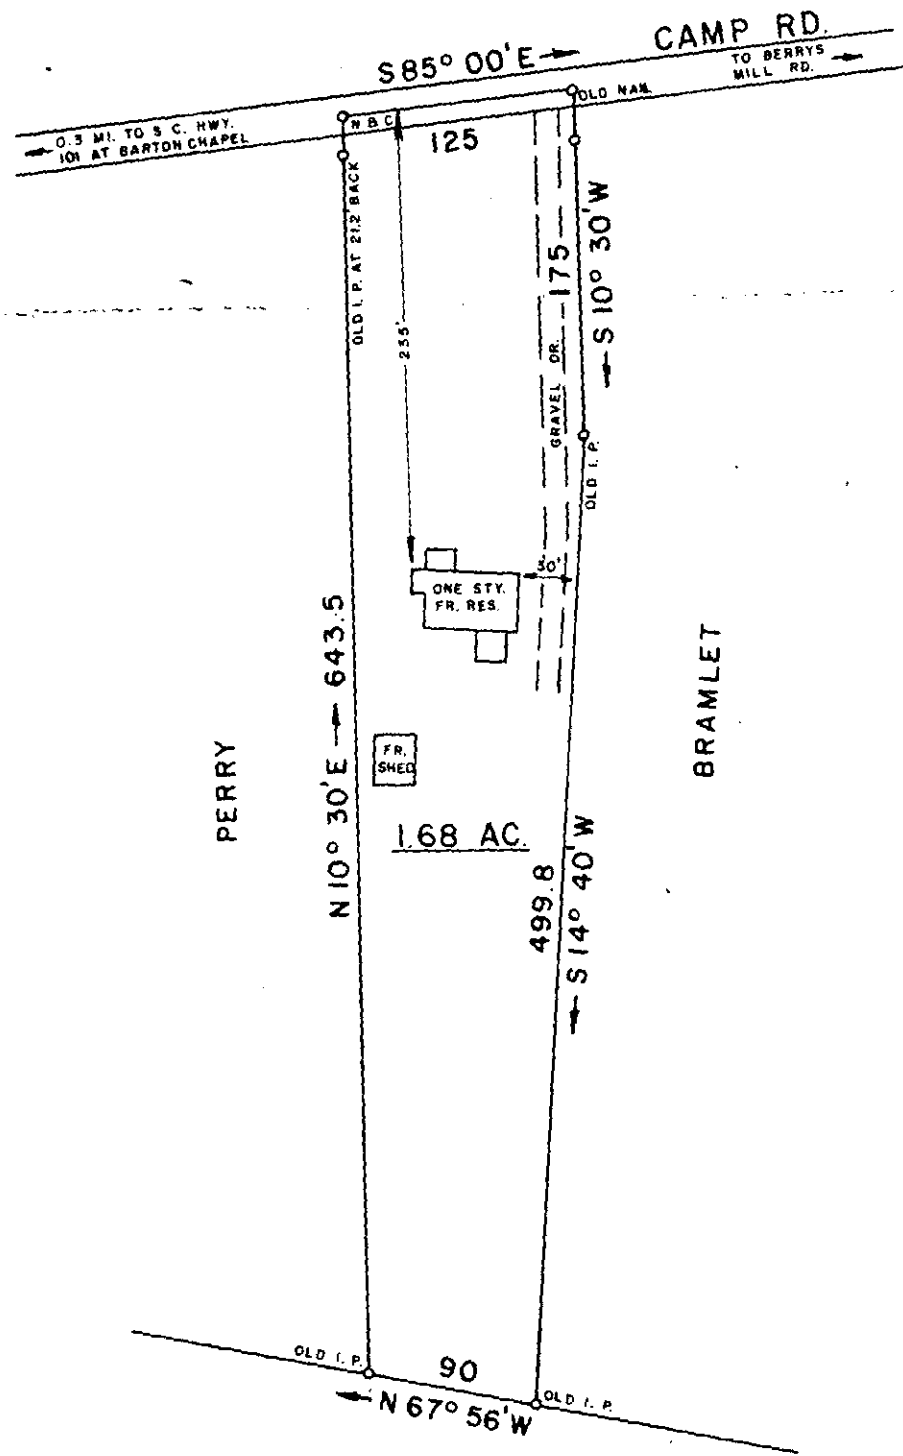 CAMP RD.
S 85° 00' E
TO BERRYS
MILL RD.
OLD NAIL
N B C
0.3 MI. TO S C. HWY.
101 AT BARTON CHAPEL
125
OLD I. P. AT 21.2' BACK
235'
GRAVEL DR.
175
S 10° 30' W
OLD I. P.
30'
ONE STY.
FR. RES.
N 10° 30' E
643.5
PERRY
BRAMLET
FR.
SHED
1.68 AC.
499.8
S 14° 40' W
OLD I. P.
90
OLD I. P.
N 67° 56' W